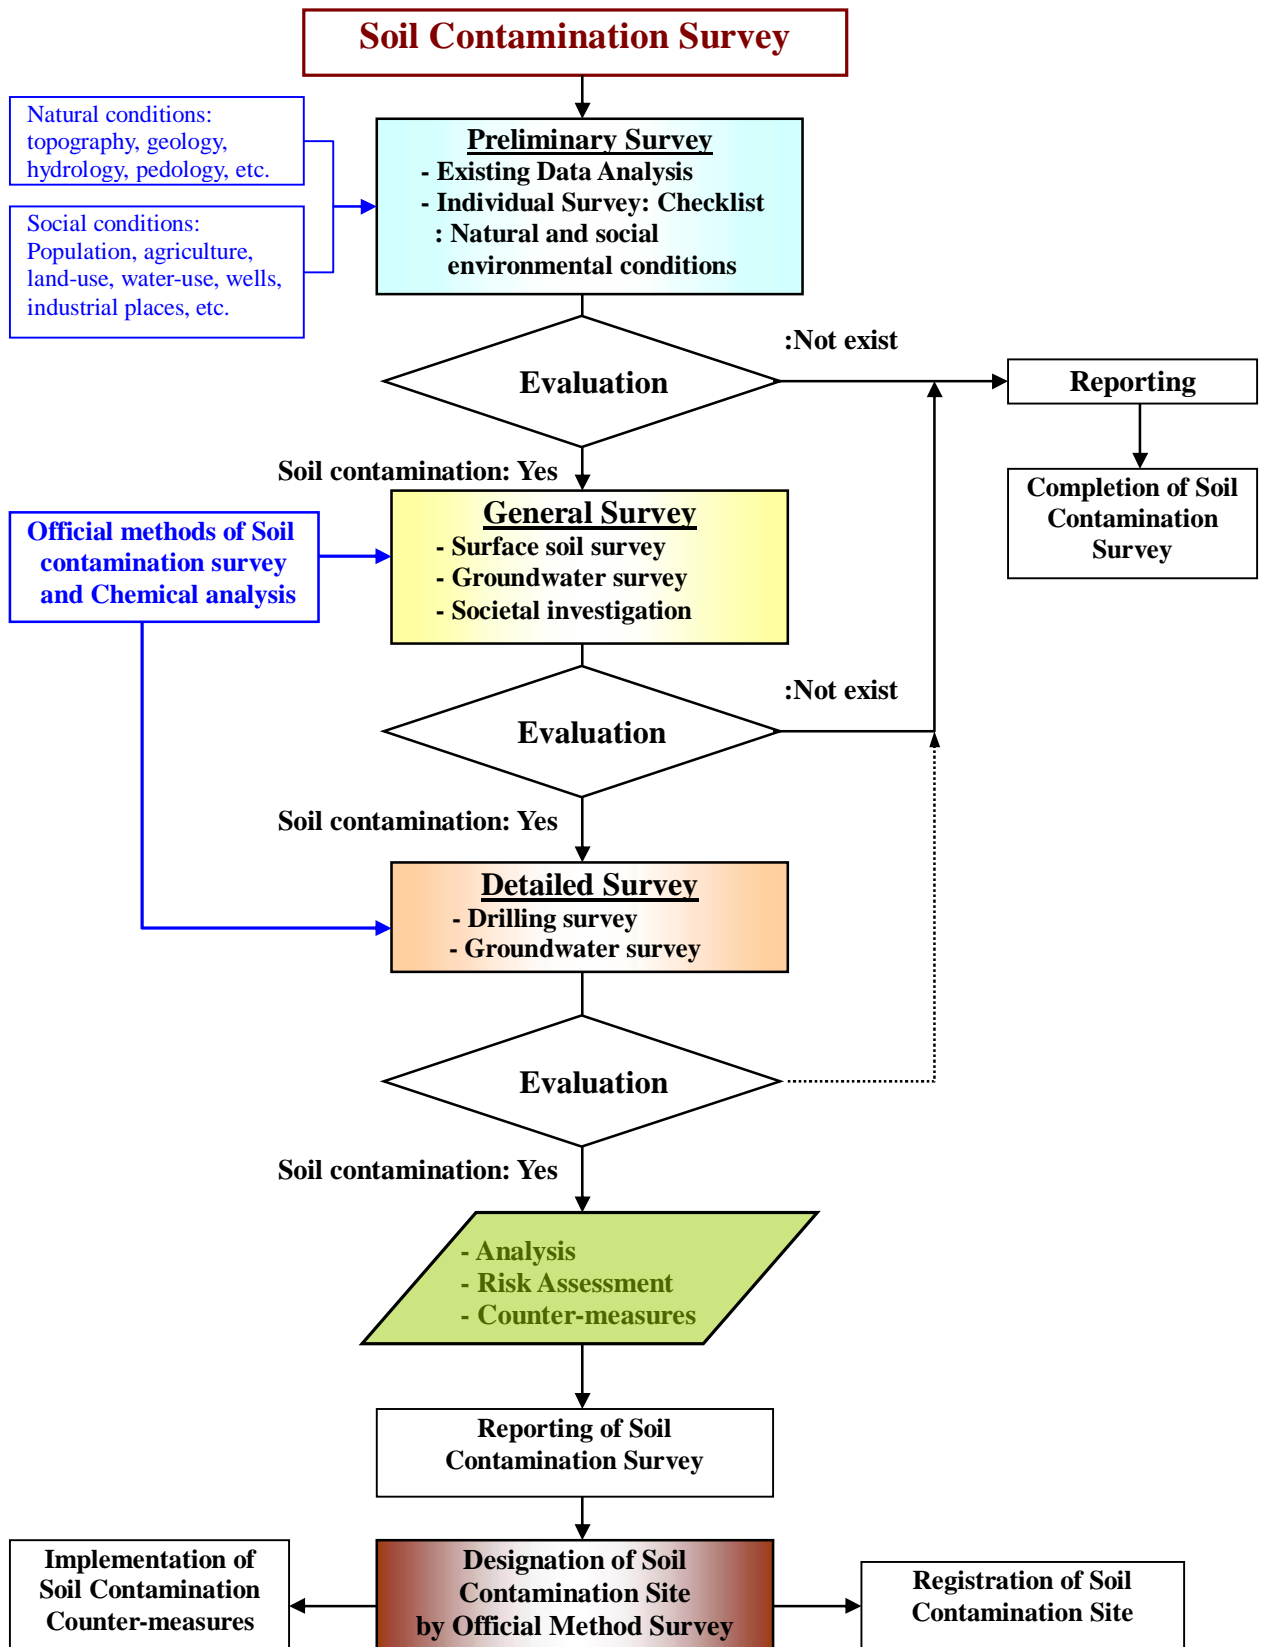 Soil Contamination Survey
Natural conditions:
topography, geology,
hydrology, pedology, etc.
Social conditions:
Population, agriculture,
land-use, water-use, wells,
industrial places, etc.
Preliminary Survey
- Existing Data Analysis
- Individual Survey: Checklist
: Natural and social
environmental conditions
:Not exist
Evaluation
Reporting
Soil contamination: Yes
Completion of Soil
Contamination
Survey
General Survey
- Surface soil survey
- Groundwater survey
- Societal investigation
Official methods of Soil
contamination survey
and Chemical analysis
:Not exist
Evaluation
Soil contamination: Yes
Detailed Survey
- Drilling survey
- Groundwater survey
Evaluation
Soil contamination: Yes
- Analysis
- Risk Assessment
- Counter-measures
Reporting of Soil
Contamination Survey
Implementation of
Soil Contamination
Counter-measures
Designation of Soil
Contamination Site
by Official Method Survey
Registration of Soil
Contamination Site